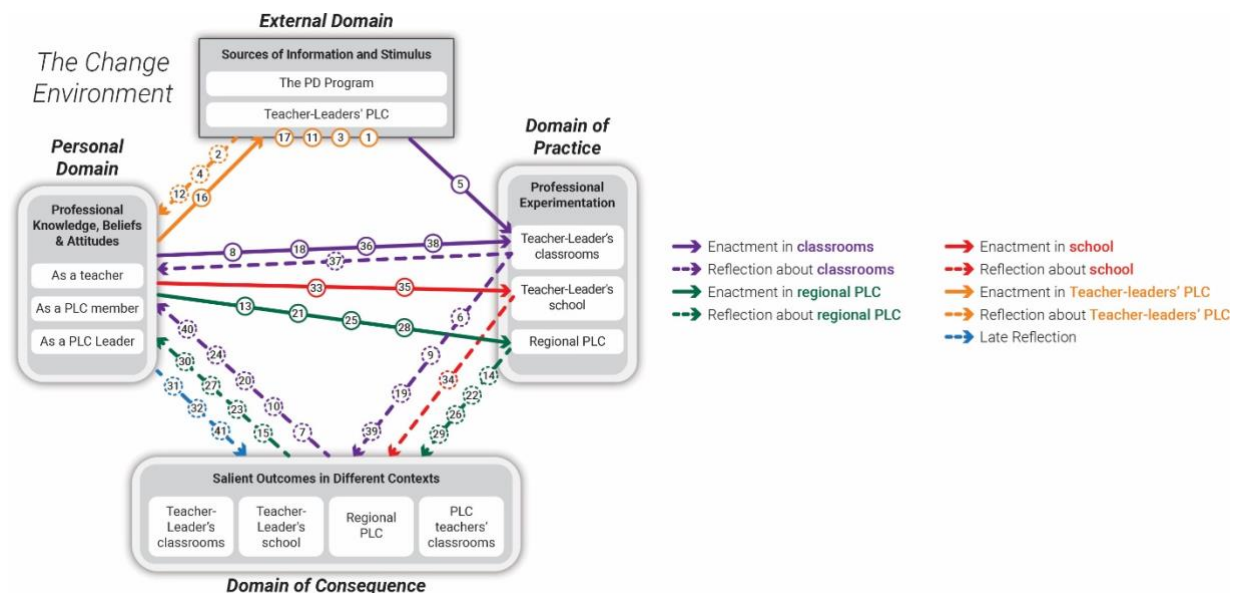 External Domain
The Change
Environment
Sources of Information and Stimulus
The PD Program
Teacher-Leaders' PLC
17 11 3 1
2
4
12
16
5
Personal
Domain
Professional
Knowledge, Beliefs
& Attitudes
As a teacher
As a PLC member
As a PLC Leader
Domain of
Practice
Professional
Experimentation
Teacher-Leader's
classrooms
Teacher-Leader's
school
Regional PLC
8 18 36 38
37
33 35
13 21 25 28
6
9
19
39
34
14
22
26
29
40
24
20
10
7
30
27
23
15
31
32
41
Salient Outcomes in Different Contexts
Teacher-
Leader's
classrooms
Teacher-
Leader's
school
Regional
PLC
PLC
teachers'
classrooms
Domain of Consequence
Enactment in classrooms
Reflection about classrooms
Enactment in regional PLC
Reflection about regional PLC
Enactment in school
Reflection about school
Enactment in Teacher-leaders' PLC
Reflection about Teacher-leaders' PLC
Late Reflection